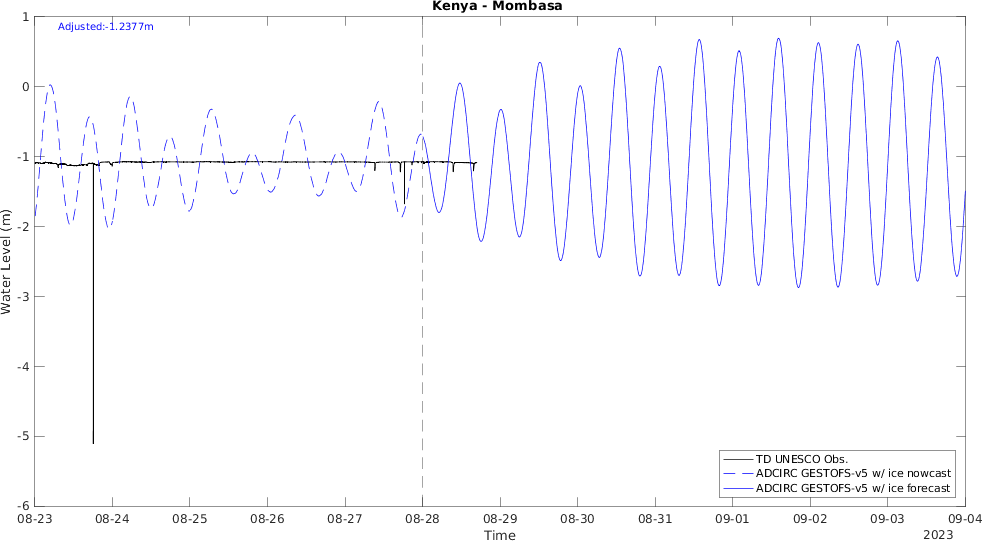 Kenya - Mombasa
Adjusted:-1.2377m
1
0
-1
-2
-3
-4
-5
-6
Water Level (m)
08-23 08-24 08-25 08-26 08-27 08-28 08-29 08-30 08-31 09-01 09-02 09-03 09-04
Time
2023
TD UNESCO Obs.
ADCIRC GESTOFS-v5 w/ ice nowcast
ADCIRC GESTOFS-v5 w/ ice forecast